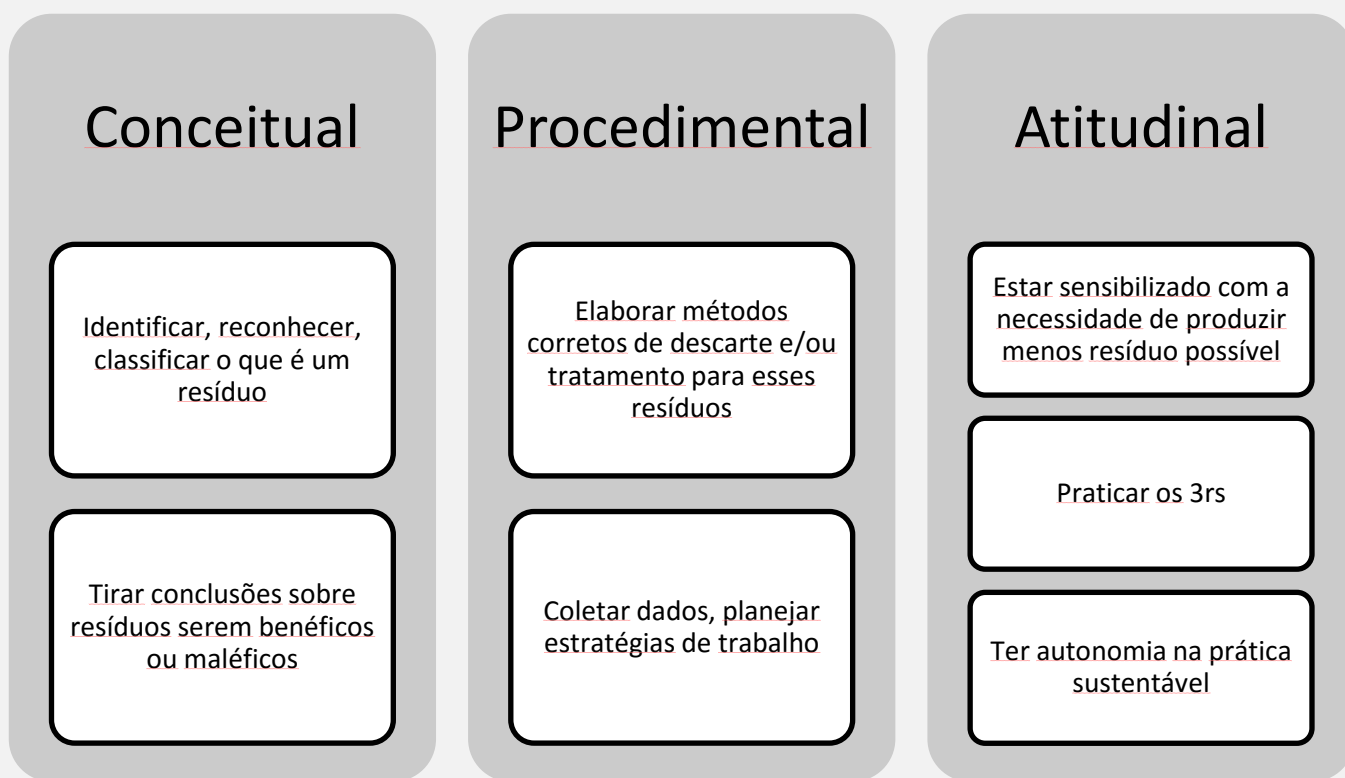 Conceitual
Identificar, reconhecer,
classificar o que é um
resíduo
Tirar conclusões sobre
resíduos serem benéficos
ou maléficos
Procedimental
Elaborar métodos
corretos de descarte e/ou
tratamento para esses
resíduos
Coletar dados, planejar
estratégias de trabalho
Atitudinal
Estar sensibilizado com a
necessidade de produzir
menos resíduo possível
Praticar os 3rs
Ter autonomia na prática
sustentável